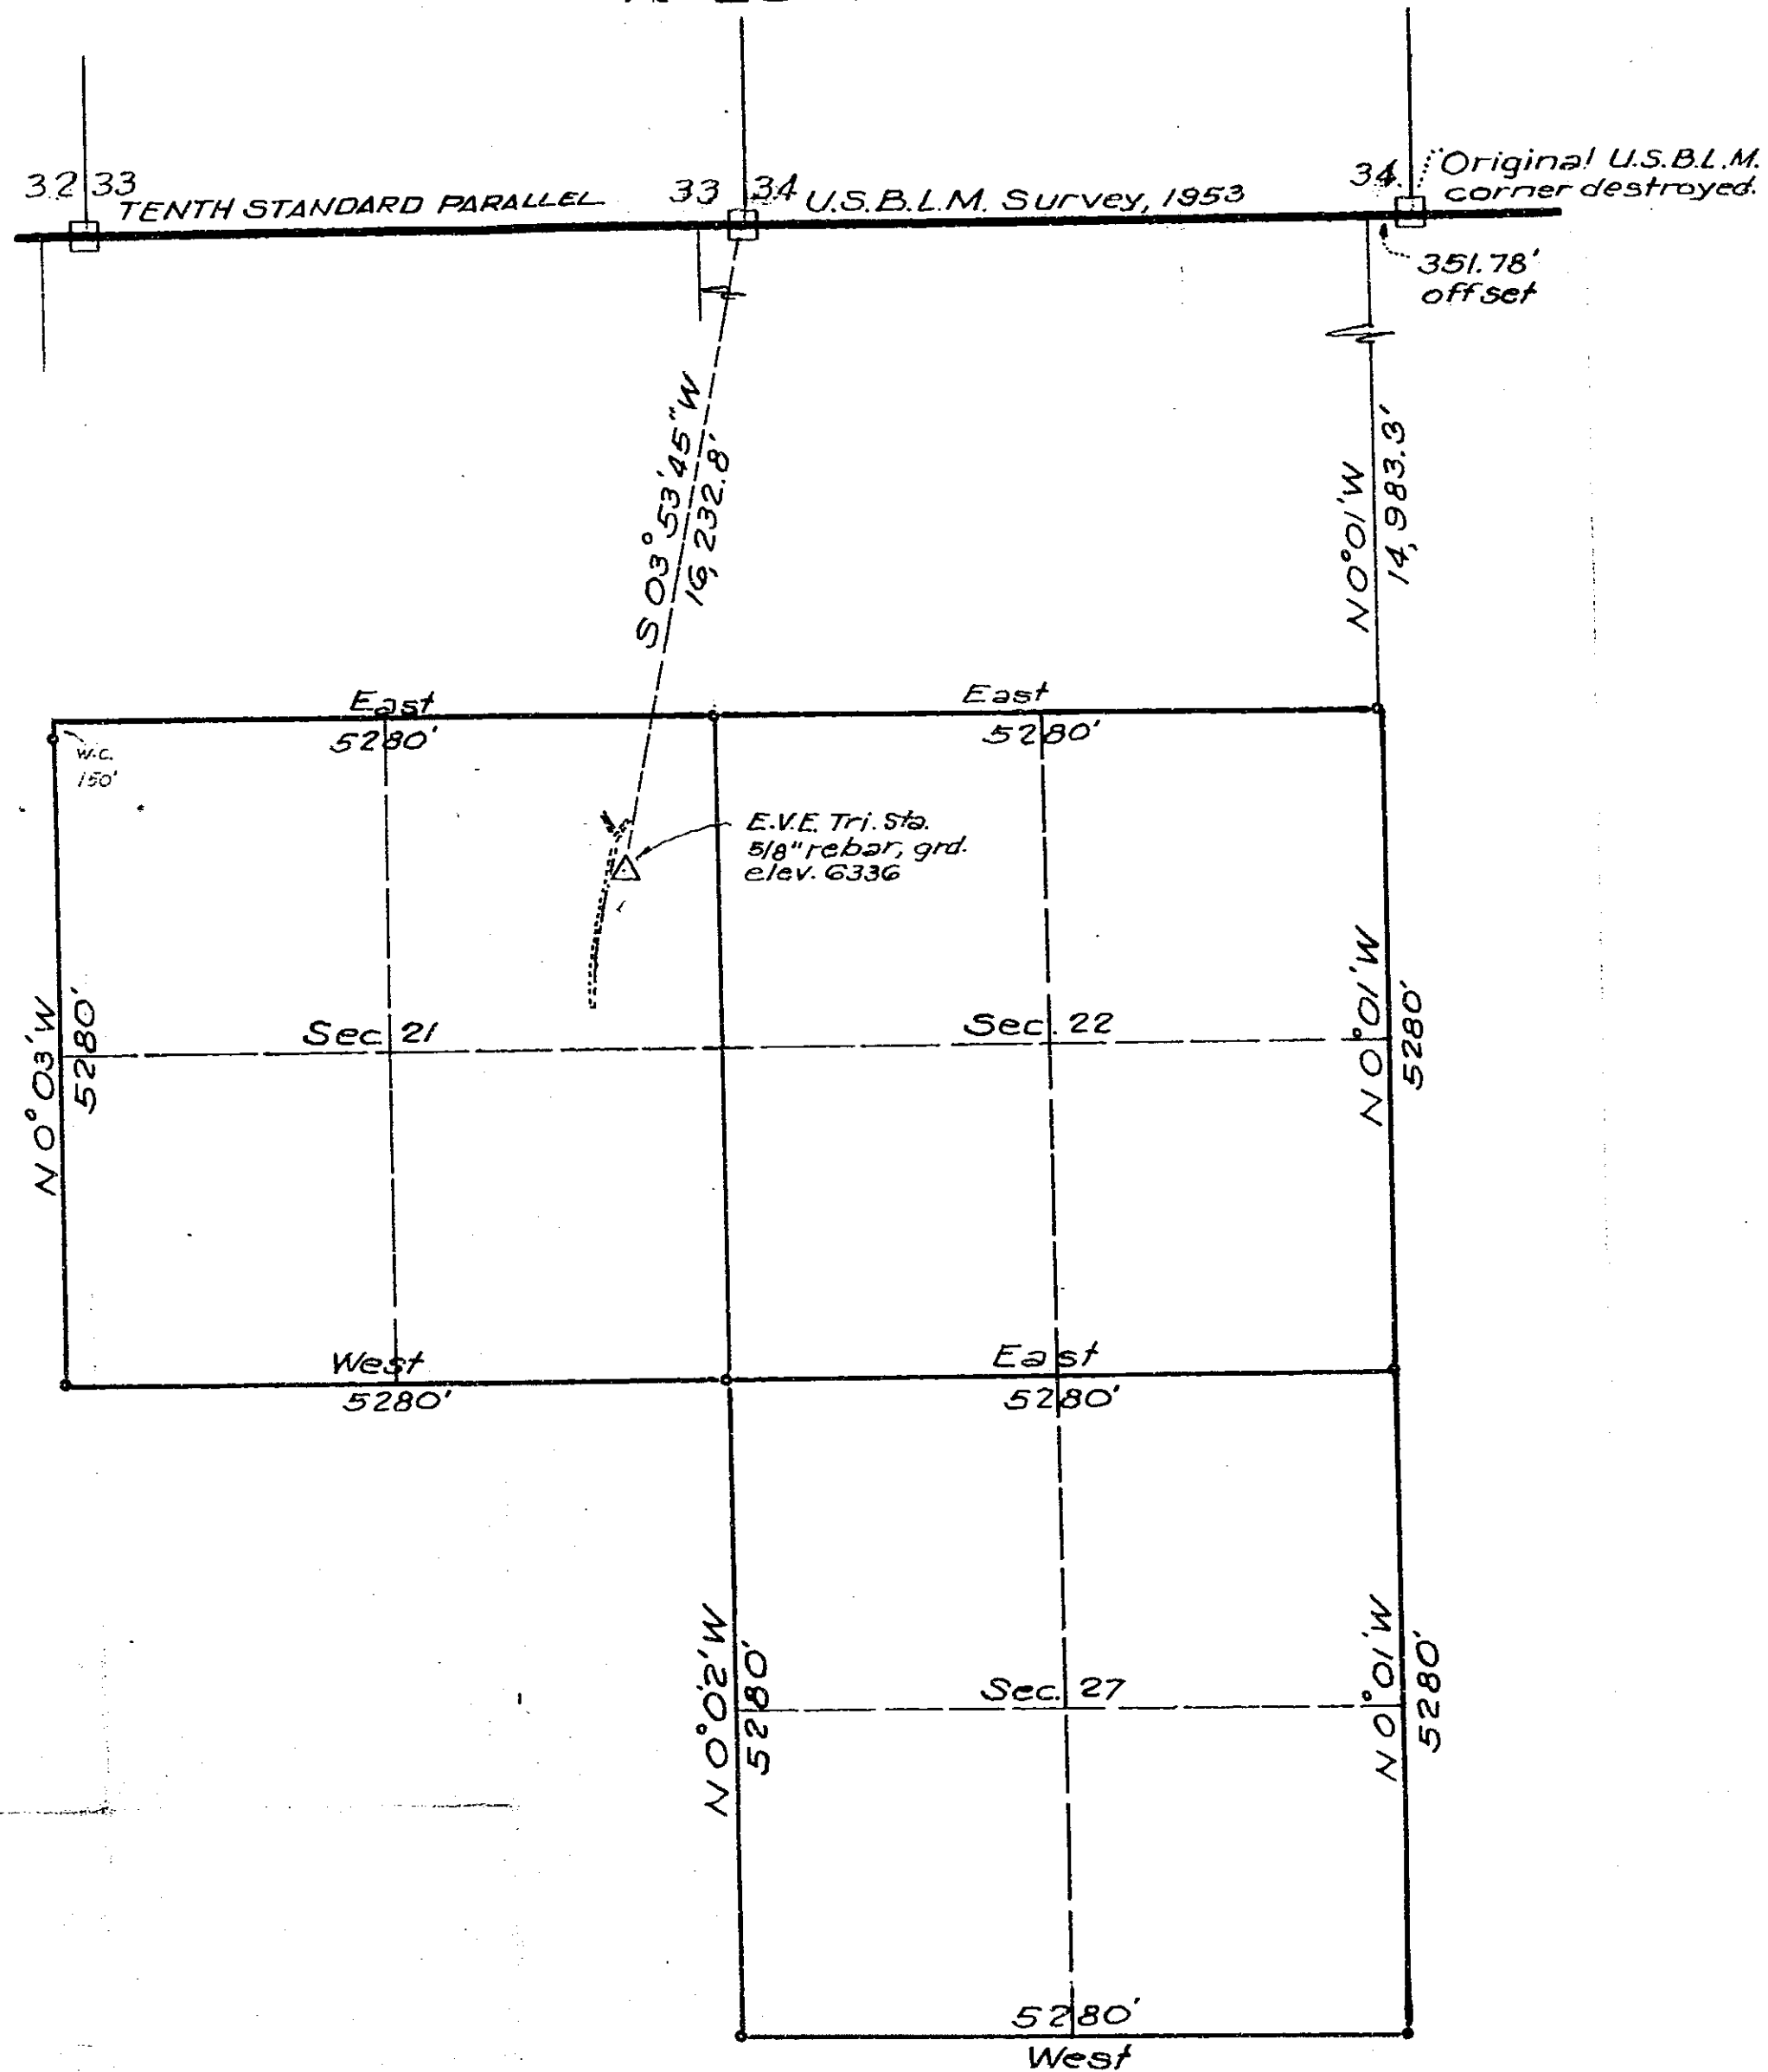 32 33
TENTH STANDARD PARALLEL
33 34
U.S.B.L.M. Survey, 1953
34
Original U.S.B.L.M.
corner destroyed.
351.78'
offset
S 03° 53' 45" W
16,232.8'
N 0° 01' W
14,983.3'
East
5280'
East
5280'
W.C.
150'
E.V.E. Tri. Sta.
5/8" rebar, grd.
elev. 6336
N 0° 03' W
5280'
Sec. 21
Sec. 22
N 0° 01' W
5280'
West
5280'
East
5280'
N 0° 02' W
5280'
Sec. 27
N 0° 01' W
5280'
5280'
West